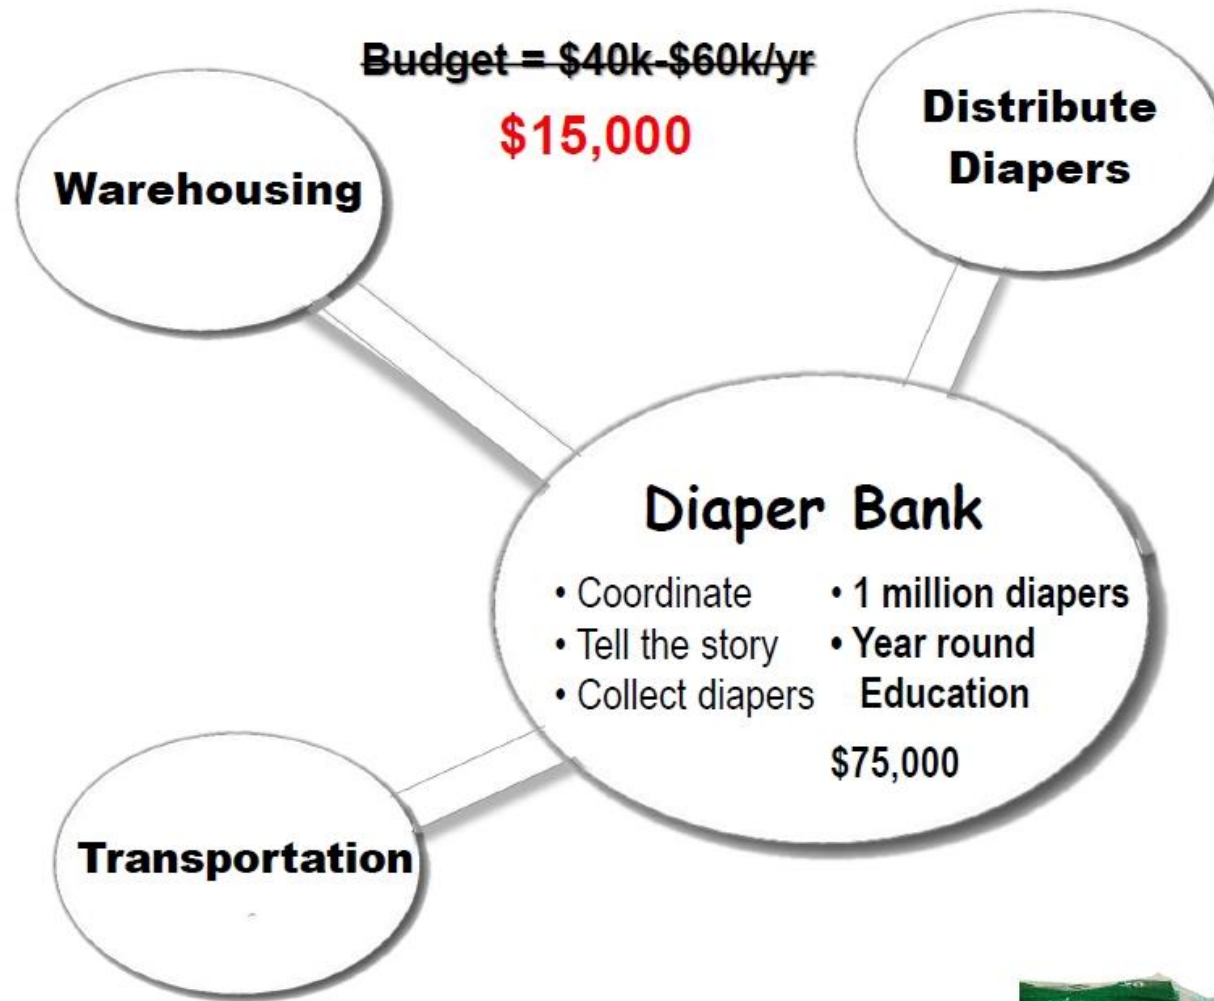 Budget = $40k-$60k/yr
$15,000
Warehousing
Distribute
Diapers
Diaper Bank
• Coordinate
• Tell the story
• Collect diapers
• 1 million diapers
• Year round
Education
$75,000
Transportation